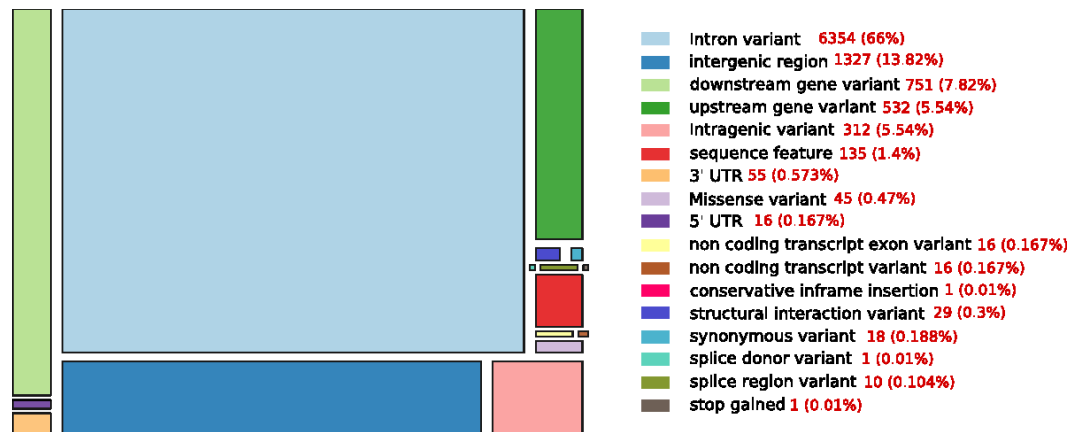 Intron variant 6354 (66%)
intergenic region 1327 (13.82%)
downstream gene variant 751 (7.82%)
upstream gene variant 532 (5.54%)
Intragenic variant 312 (5.54%)
sequence feature 135 (1.4%)
3' UTR 55 (0.573%)
Missense variant 45 (0.47%)
5' UTR 16 (0.167%)
non coding transcript exon variant 16 (0.167%)
non coding transcript variant 16 (0.167%)
conservative inframe insertion 1 (0.01%)
structural interaction variant 29 (0.3%)
synonymous variant 18 (0.188%)
splice donor variant 1 (0.01%)
splice region variant 10 (0.104%)
stop gained 1 (0.01%)